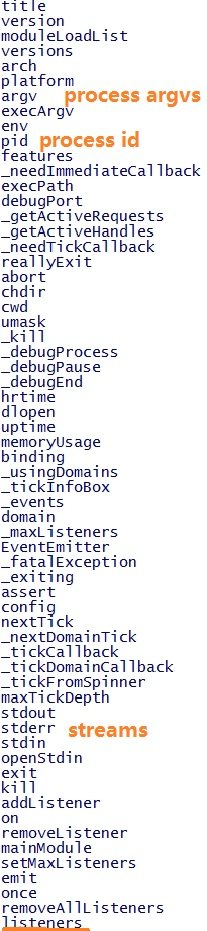 title
version
moduleLoadList
versions
arch
platform
argv process argvs
execArgv
env
pid process id
features
_needImmediateCallback
execPath
debugPort
_getActiveRequests
_getActiveHandles
_needTickCallback
reallyExit
abort
chdir
cwd
umask
_kill
_debugProcess
_debugPause
_debugEnd
hrtime
dlopen
uptime
memoryUsage
binding
_usingDomains
_tickInfoBox
_events
domain
_maxListeners
EventEmitter
_fatalException
_exiting
assert
config
nextTick
_nextDomainTick
_tickCallback
_tickDomainCallback
_tickFromSpinner
maxTickDepth
stdout
stderr streams
stdin
openStdin
exit
kill
addListener
on
removeListener
mainModule
setMaxListeners
emit
once
removeAllListeners
listeners